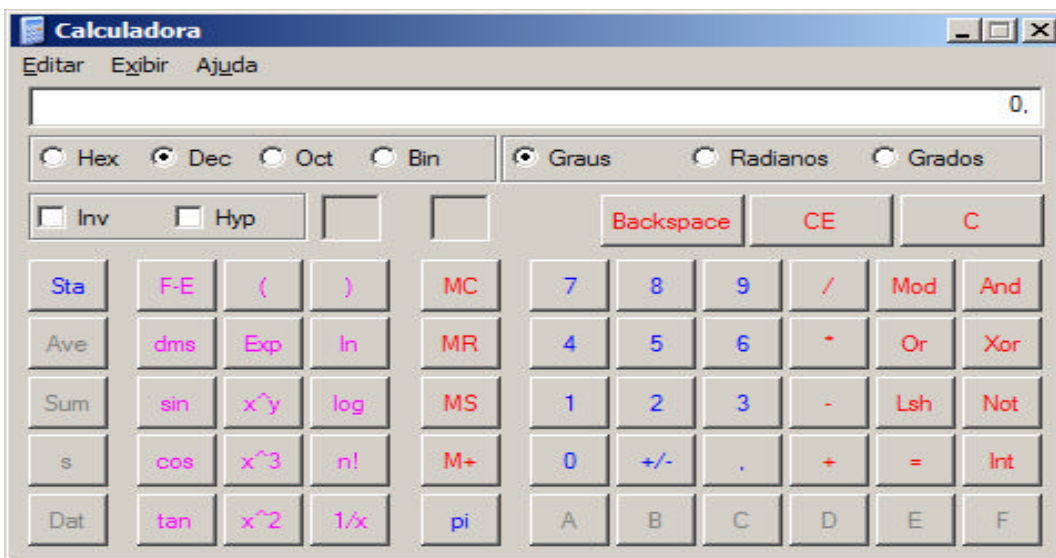 Calculadora
Editar Exibir Ajuda
0,
Hex Dec Oct Bin Graus Radianos Grados
Inv Hyp Backspace CE C
Sta F-E ( ) MC 7 8 9 / Mod And
Ave dms Exp ln MR 4 5 6 * Or Xor
Sum sin x^y log MS 1 2 3 - Lsh Not
s cos x^3 n! M+ 0 +/- , + = Int
Dat tan x^2 1/x pi A B C D E F